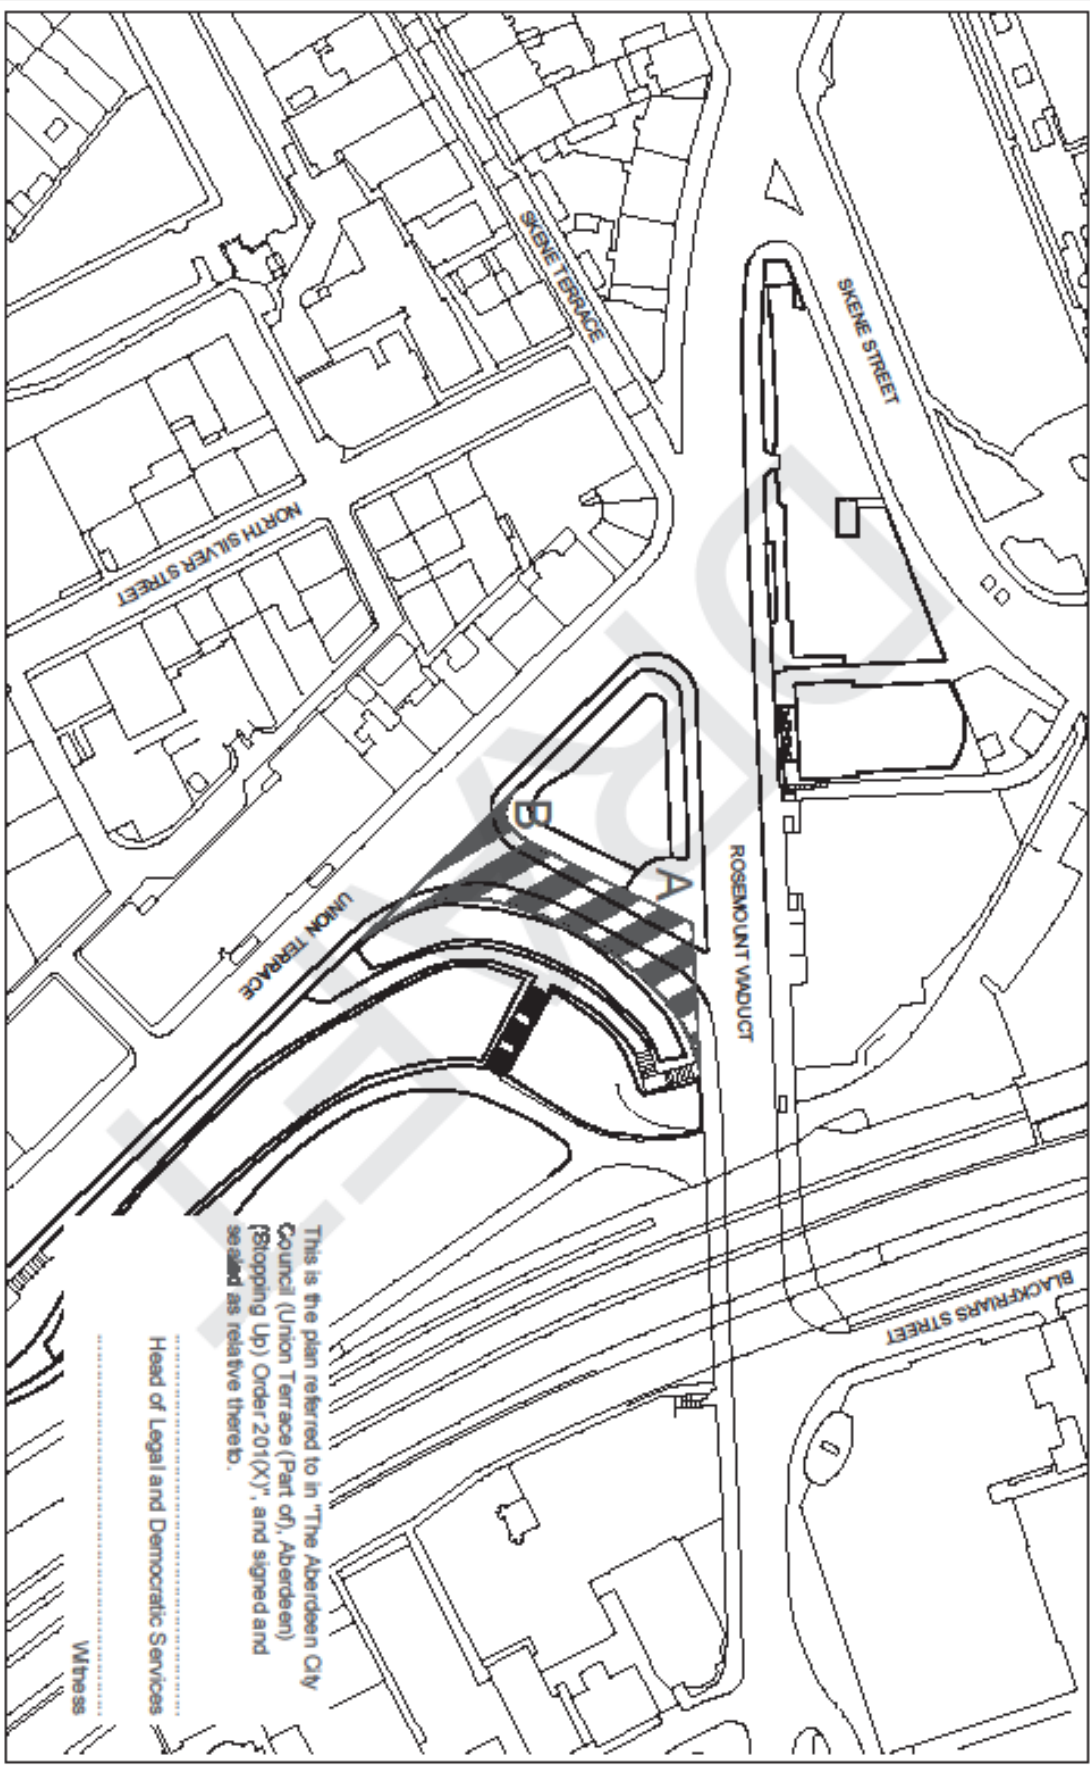 SKENE STREET
SKENE TERRACE
NORTH SILVER STREET
ROSEMOUNT VIADUCT
UNION TERRACE
BLACKFRIARS STREET
A
B
DRAFT
This is the plan referred to in "The Aberdeen City
Council (Union Terrace (Part of), Aberdeen)
(Stopping Up) Order 201(X)", and signed and
sealed as relative thereto.
Head of Legal and Democratic Services
Witness